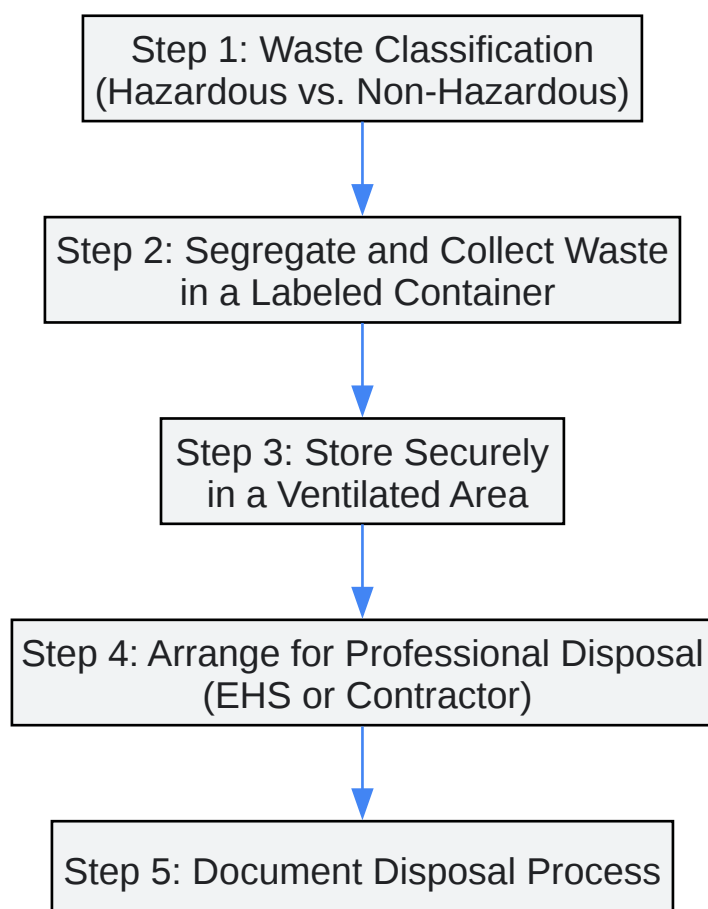 Step 1: Waste Classification
(Hazardous vs. Non-Hazardous)
Step 2: Segregate and Collect Waste
in a Labeled Container
Step 3: Store Securely
in a Ventilated Area
Step 4: Arrange for Professional Disposal
(EHS or Contractor)
Step 5: Document Disposal Process